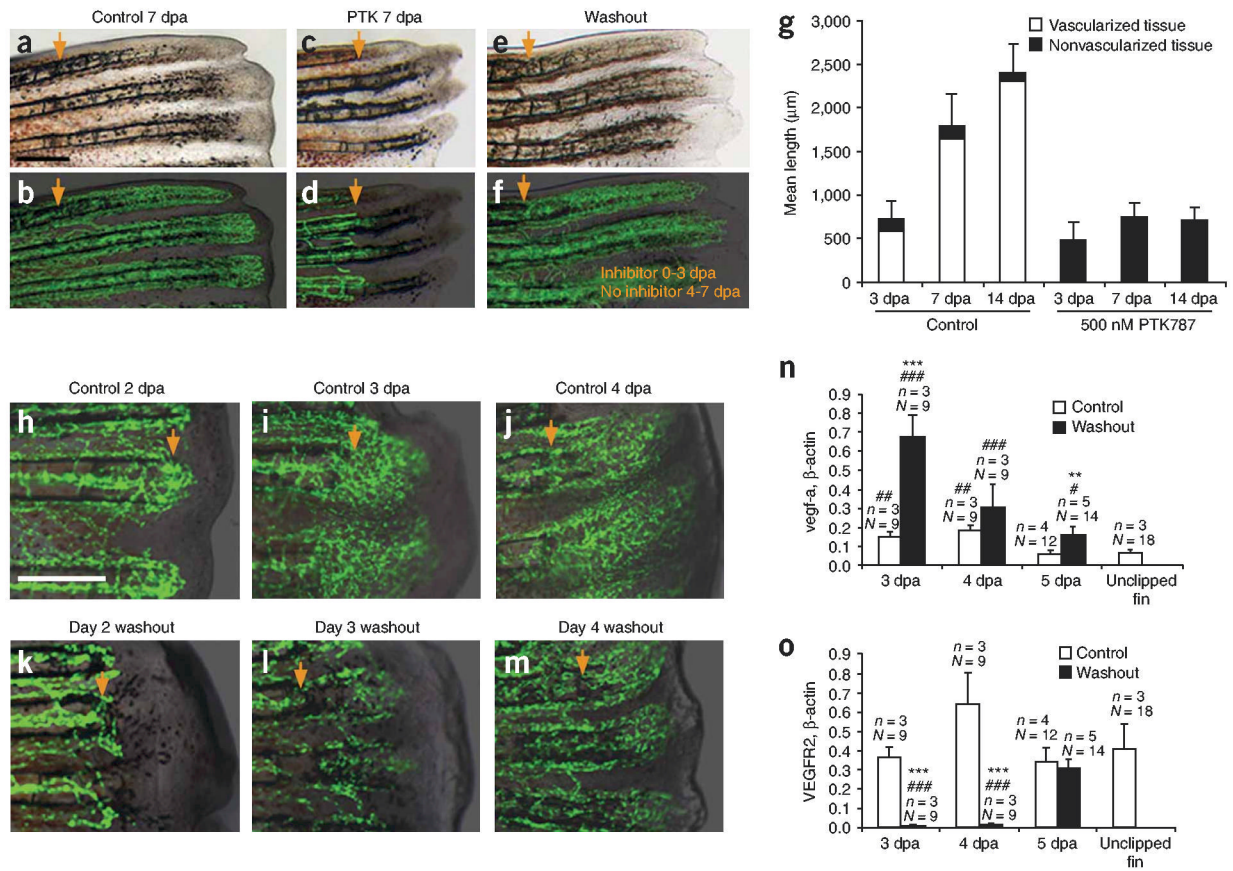 Control 7 dpa
PTK 7 dpa
Washout
a
c
e
b
d
f
Inhibitor 0–3 dpa
No inhibitor 4–7 dpa
g
Vascularized tissue
Nonvascularized tissue
Mean length (µm)
3,000
2,500
2,000
1,500
1,000
500
0
3 dpa 7 dpa 14 dpa 3 dpa 7 dpa 14 dpa
Control 500 nM PTK787
Control 2 dpa
Control 3 dpa
Control 4 dpa
h
i
j
Day 2 washout
Day 3 washout
Day 4 washout
k
l
m
n
Control
Washout
vegf-a, β-actin
0.9
0.8
0.7
0.6
0.5
0.4
0.3
0.2
0.1
0.0
##
n = 3
N = 9
***
###
n = 3
N = 9
##
n = 3
N = 9
###
n = 3
N = 9
n = 4
N = 12
**
#
n = 5
N = 14
n = 3
N = 18
3 dpa 4 dpa 5 dpa Unclipped
fin
o
Control
Washout
VEGFR2, β-actin
0.9
0.8
0.7
0.6
0.5
0.4
0.3
0.2
0.1
0.0
n = 3
N = 9
***
###
n = 3
N = 9
n = 3
N = 9
***
###
n = 3
N = 9
n = 4
N = 12
n = 5
N = 14
n = 3
N = 18
3 dpa 4 dpa 5 dpa Unclipped
fin